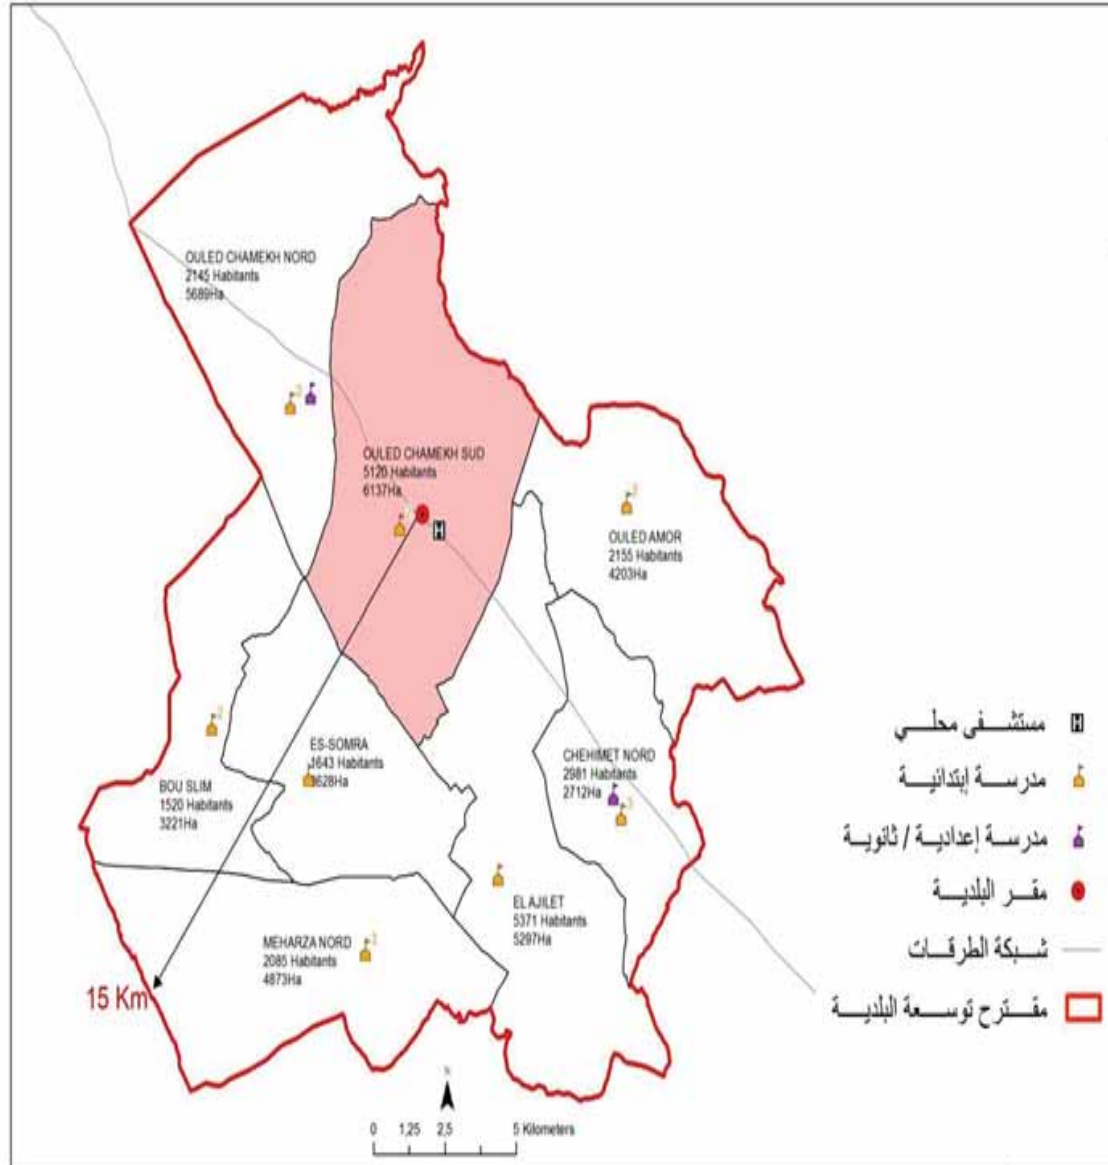 OULED CHAMEKH NORD
2145 Habitants
5689Ha
OULED CHAMEKH SUD
5120 Habitants
6137Ha
OULED AMOR
2155 Habitants
4203Ha
ES-SOMRA
1643 Habitants
3628Ha
BOU SLIM
1520 Habitants
3221Ha
CHEHIMET NORD
2981 Habitants
2712Ha
EL AJILET
5371 Habitants
5297Ha
MEHARZA NORD
2085 Habitants
4873Ha
15 Km
مستشفى محلي
H
مدرسة إبتدائية
مدرسة إعدادية / ثانوية
مقر البلدية
شبكة الطرقات
مقترح توسعة البلدية
N
0 1,25 2,5 5 Kilometers